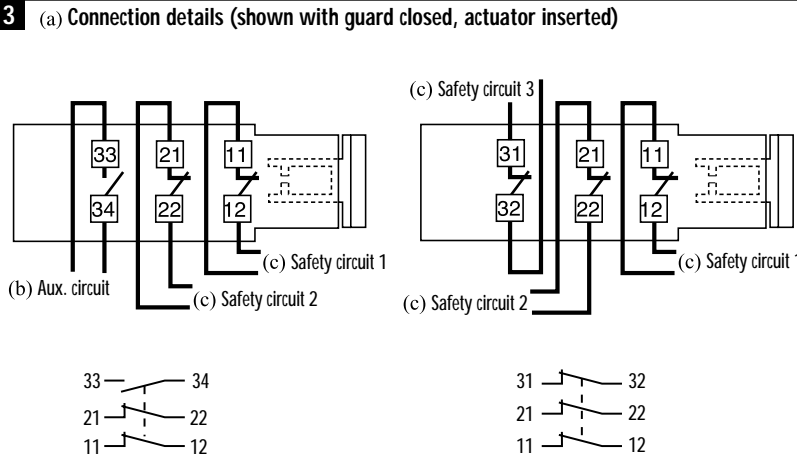 3 (a) Connection details (shown with guard closed, actuator inserted)
(c) Safety circuit 3
33 21 11
34 22 12
(c) Safety circuit 1
(b) Aux. circuit
(c) Safety circuit 2
31 21 11
32 22 12
(c) Safety circuit 1
(c) Safety circuit 2
33 34
21 22
11 12
31 32
21 22
11 12